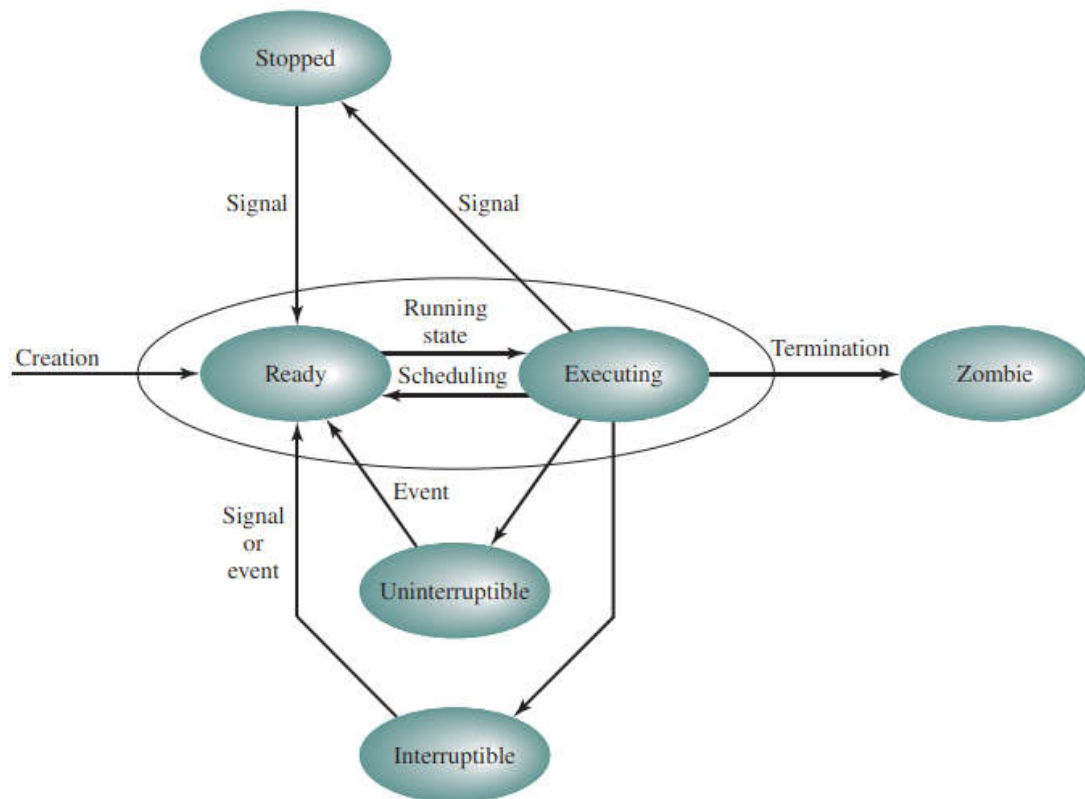 Stopped
Signal
Signal
Running
state
Creation
Ready
Scheduling
Executing
Termination
Zombie
Event
Signal
or
event
Uninterruptible
Interruptible